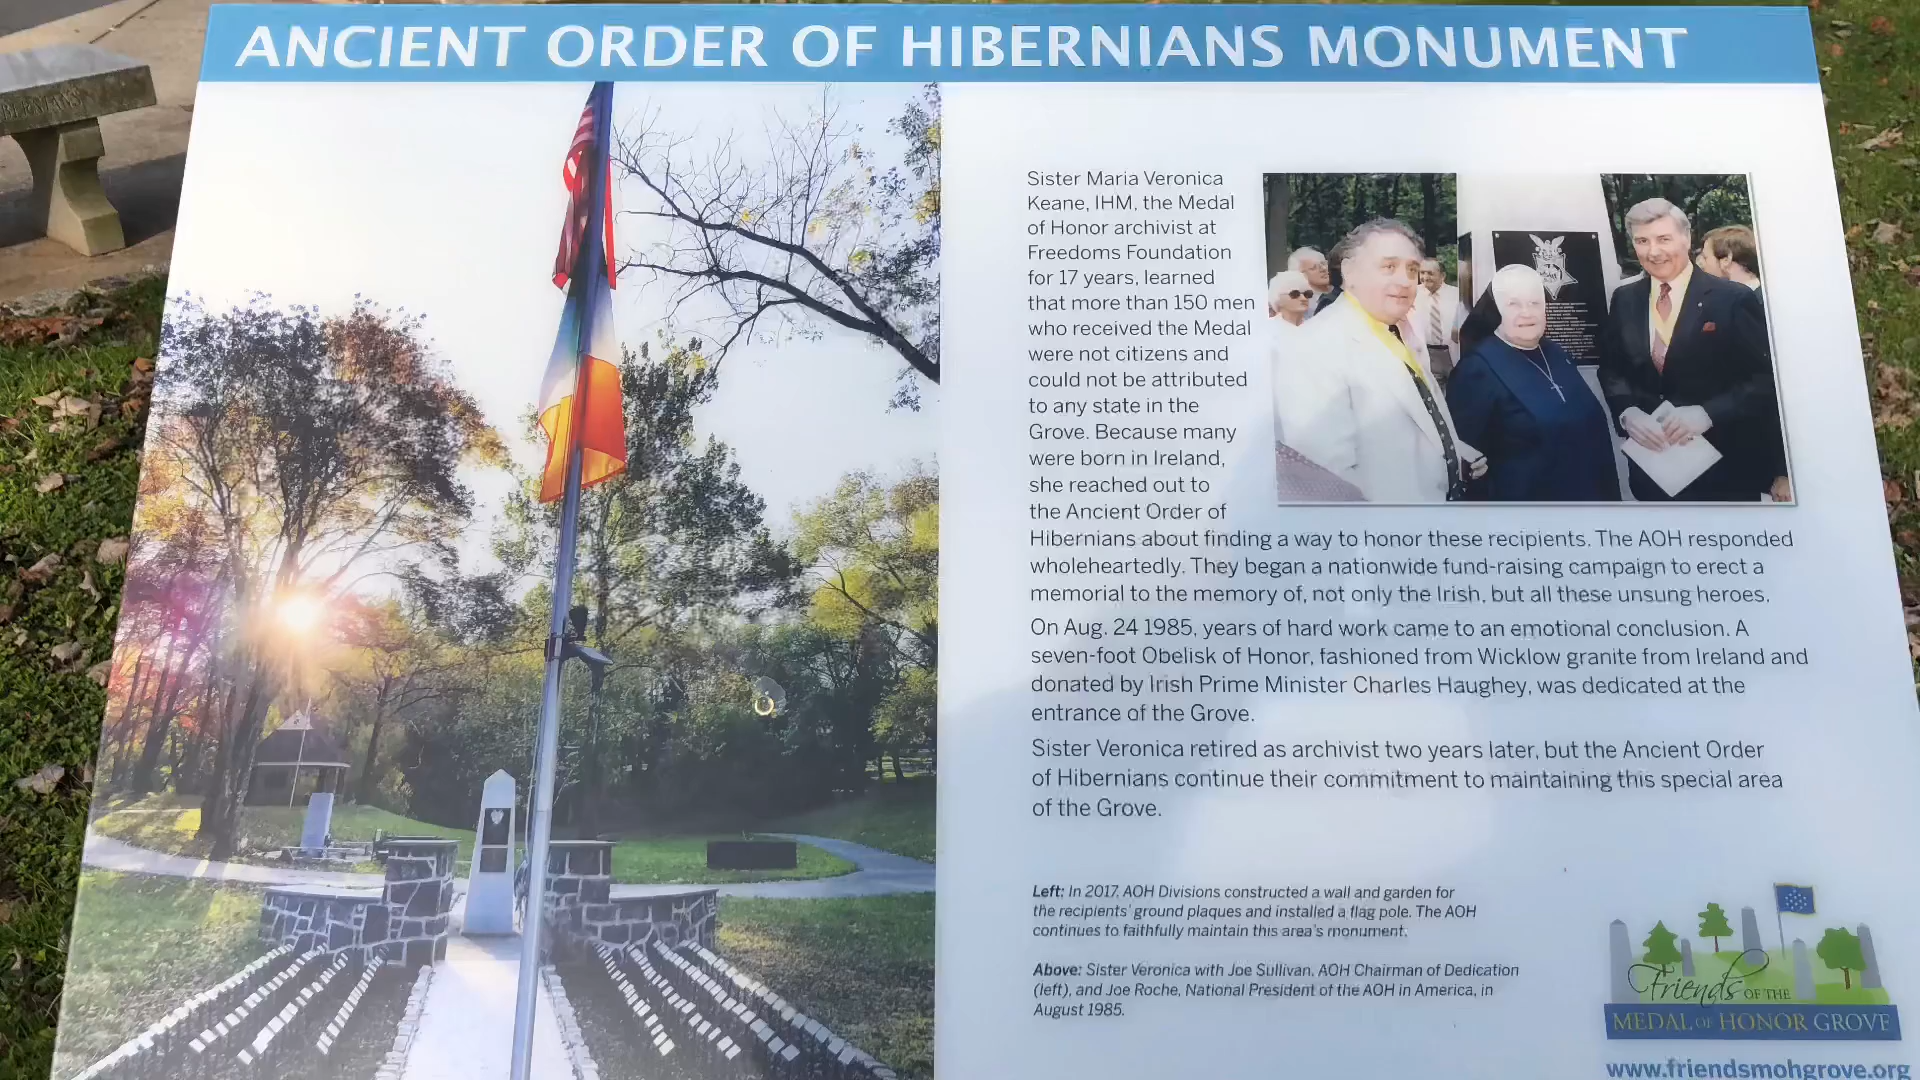 ANCIENT ORDER OF HIBERNIANS MONUMENT
Sister Maria Veronica
Keane, IHM, the Medal
of Honor archivist at
Freedoms Foundation
for 17 years, learned
that more than 150 men
who received the Medal
were not citizens and
could not be attributed
to any state in the
Grove. Because many
were born in Ireland,
she reached out to
the Ancient Order of
Hibernians about finding a way to honor these recipients. The AOH responded
wholeheartedly. They began a nationwide fund-raising campaign to erect a
memorial to the memory of, not only the Irish, but all these unsung heroes.
On Aug. 24 1985, years of hard work came to an emotional conclusion. A
seven-foot Obelisk of Honor, fashioned from Wicklow granite from Ireland and
donated by Irish Prime Minister Charles Haughey, was dedicated at the
entrance of the Grove.
Sister Veronica retired as archivist two years later, but the Ancient Order
of Hibernians continue their commitment to maintaining this special area
of the Grove.
Left: In 2017, AOH Divisions constructed a wall and garden for
the recipients' ground plaques and installed a flag pole. The AOH
continues to faithfully maintain this area's monument.
Above: Sister Veronica with Joe Sullivan, AOH Chairman of Dedication
(left), and Joe Roche, National President of the AOH in America, in
August 1985.
Friends OF THE
MEDAL OF HONOR GROVE
www.friendsmohgrove.org